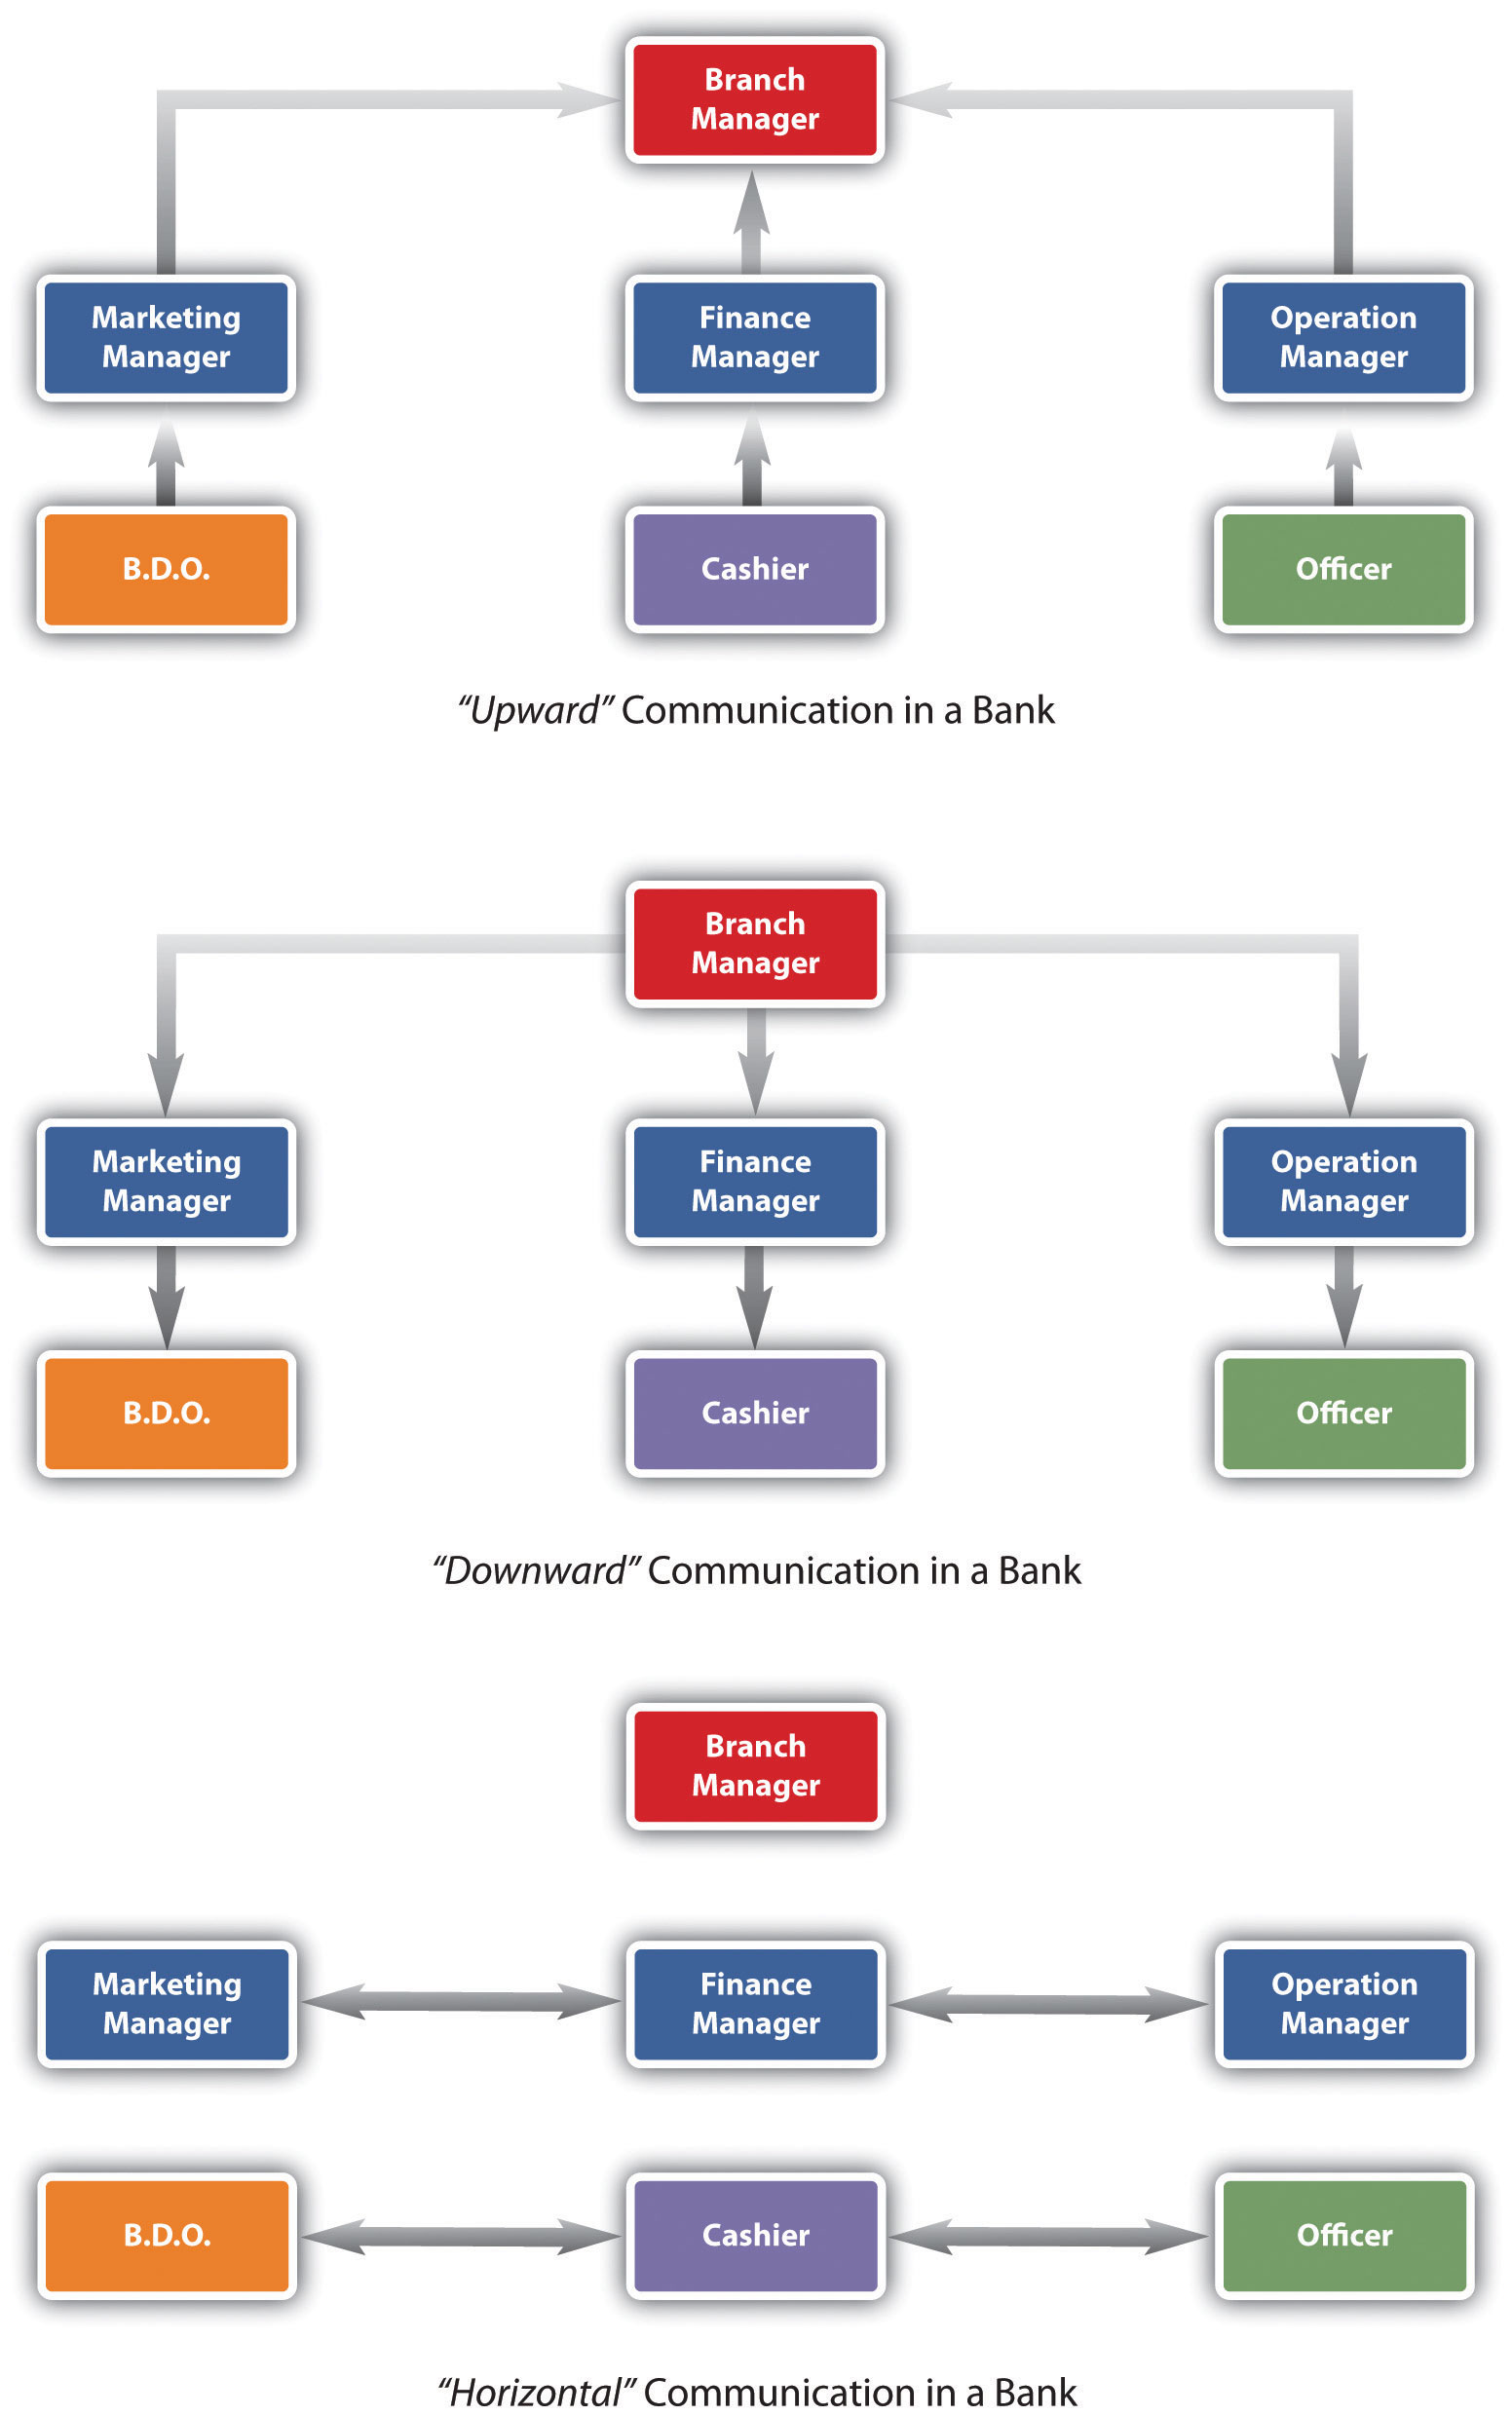 Branch
Manager
Marketing
Manager
Finance
Manager
Operation
Manager
B.D.O.
Cashier
Officer
“Upward” Communication in a Bank
Branch
Manager
Marketing
Manager
Finance
Manager
Operation
Manager
B.D.O.
Cashier
Officer
“Downward” Communication in a Bank
Branch
Manager
Marketing
Manager
Finance
Manager
Operation
Manager
B.D.O.
Cashier
Officer
“Horizontal” Communication in a Bank